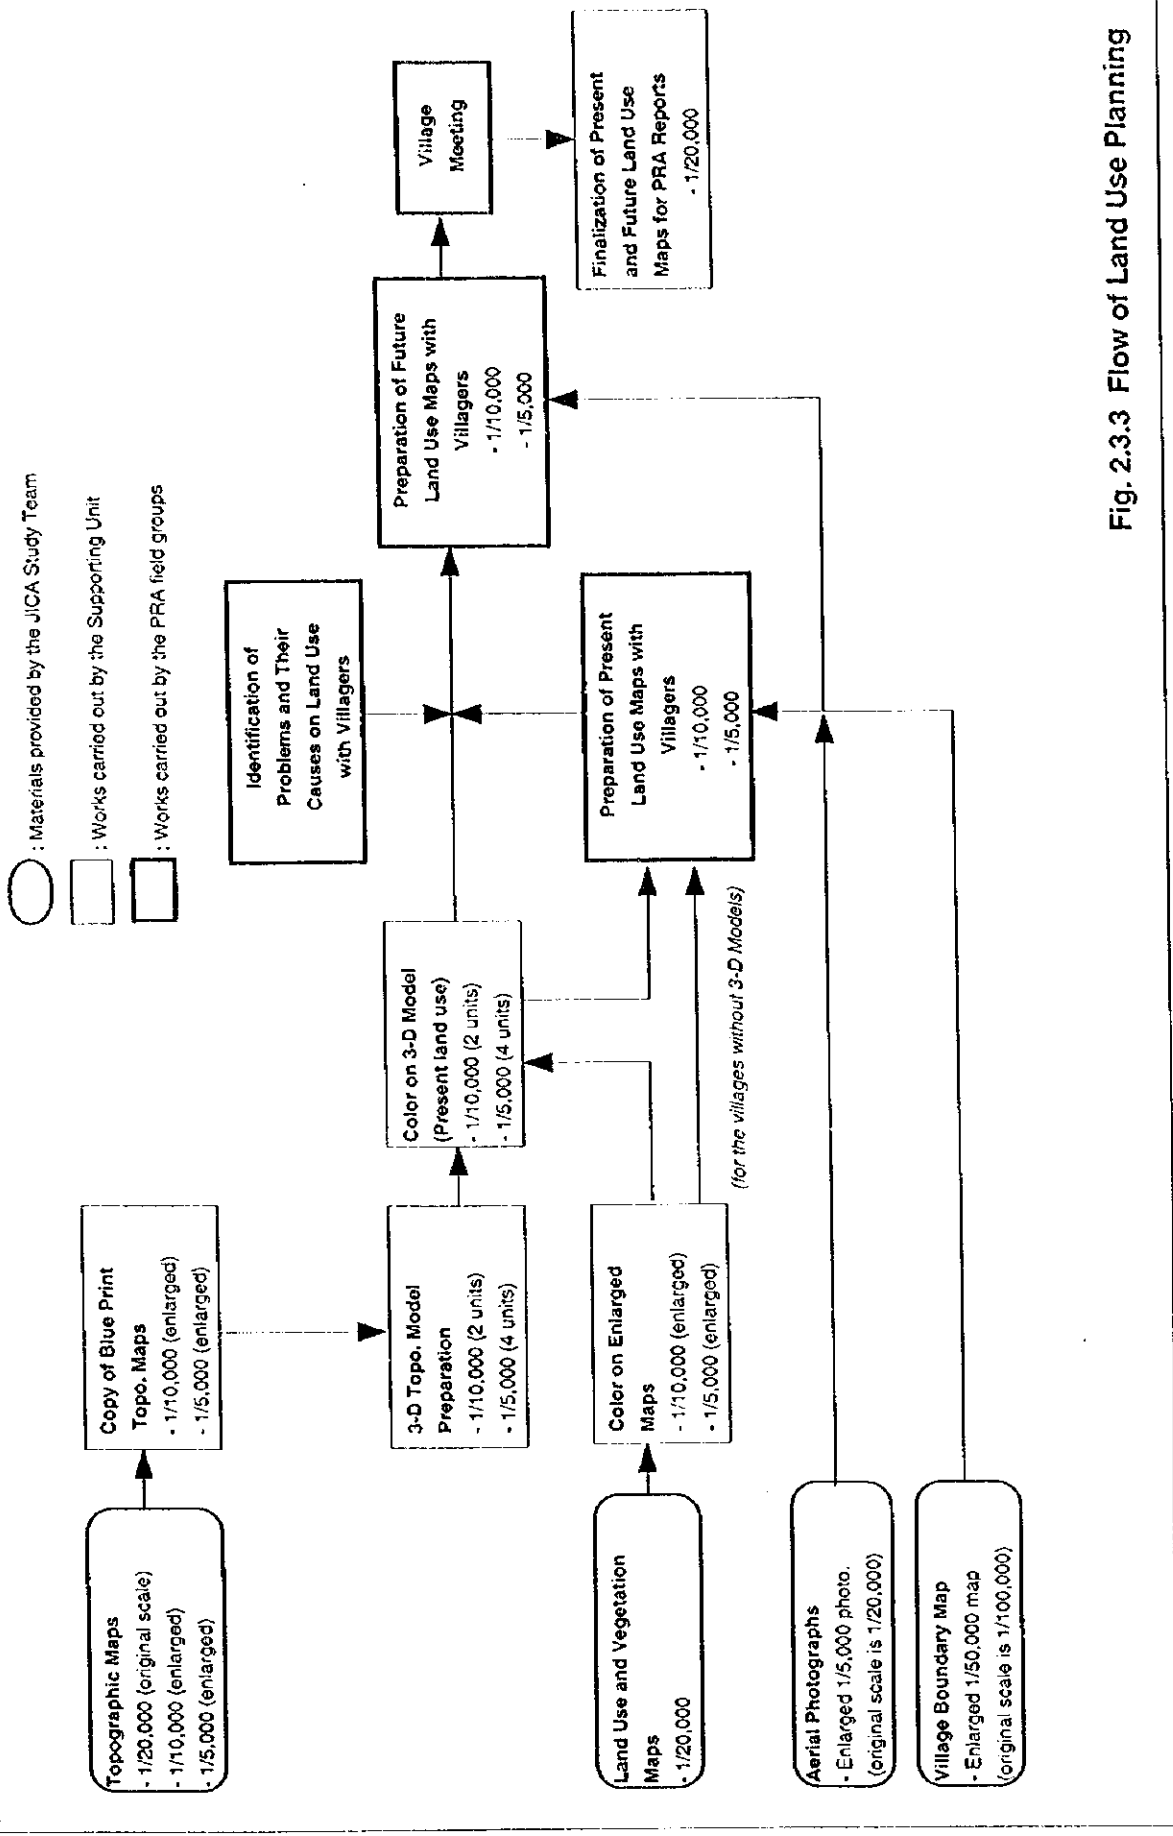 : Materials provided by the JICA Study Team
: Works carried out by the Supporting Unit
: Works carried out by the PRA field groups
Topographic Maps
- 1/20,000 (original scale)
- 1/10,000 (enlarged)
- 1/5,000 (enlarged)
Copy of Blue Print
Topo. Maps
- 1/10,000 (enlarged)
- 1/5,000 (enlarged)
3-D Topo. Model
Preparation
- 1/10,000 (2 units)
- 1/5,000 (4 units)
Color on 3-D Model
(Present land use)
- 1/10,000 (2 units)
- 1/5,000 (4 units)
Identification of
Problems and Their
Causes on Land Use
with Villagers
Preparation of Future
Land Use Maps with
Villagers
- 1/10,000
- 1/5,000
Village
Meeting
Finalization of Present
and Future Land Use
Maps for PRA Reports
- 1/20,000
Land Use and Vegetation
Maps
- 1/20,000
Color on Enlarged
Maps
- 1/10,000 (enlarged)
- 1/5,000 (enlarged)
(for the villages without 3-D Models)
Preparation of Present
Land Use Maps with
Villagers
- 1/10,000
- 1/5,000
Aerial Photographs
- Enlarged 1/5,000 photo.
(original scale is 1/20,000)
Village Boundary Map
- Enlarged 1/50,000 map
(original scale is 1/100,000)
Fig. 2.3.3 Flow of Land Use Planning